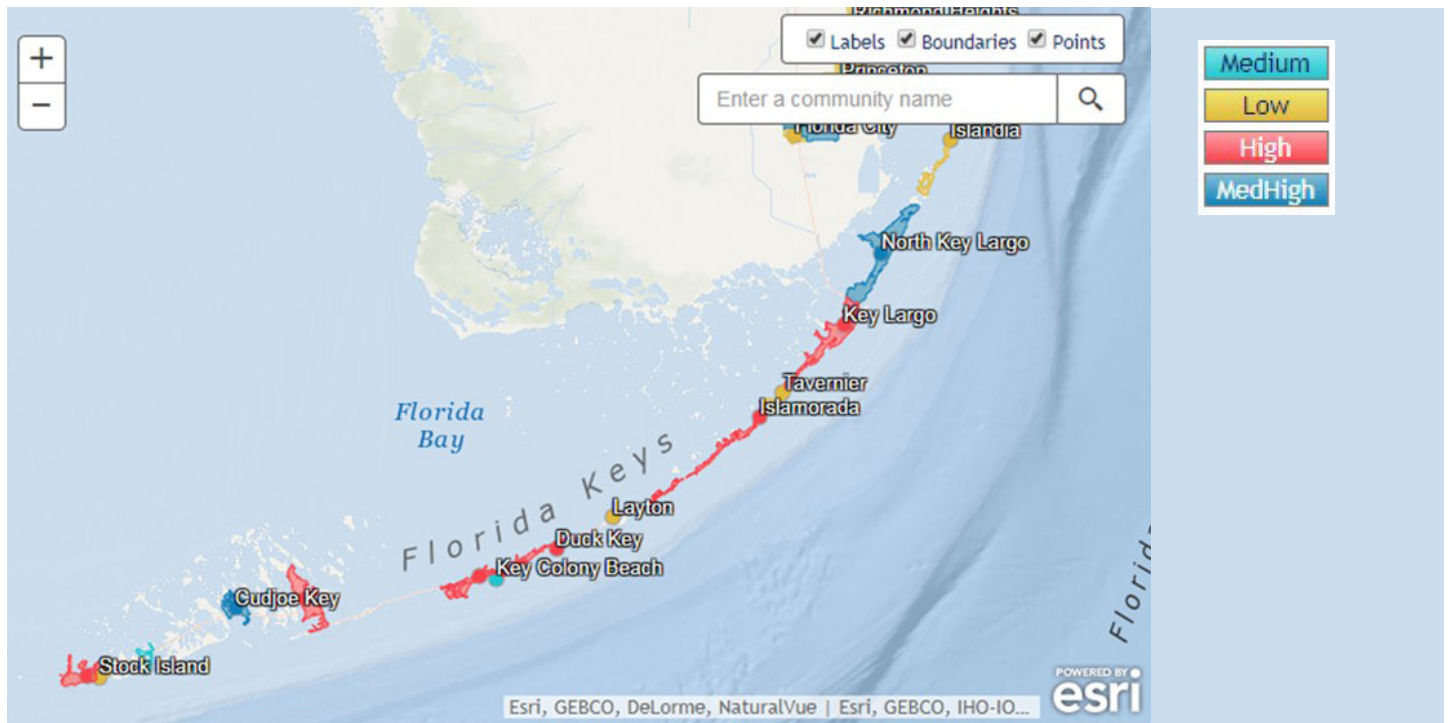 Richmond Heights
Labels Boundaries Points
Princeton
Enter a community name
Florida City
Islandia
North Key Largo
Key Largo
Tavernier
Islamorada
Florida
Bay
Florida Keys
Layton
Duck Key
Key Colony Beach
Cudjoe Key
Stock Island
Florid
POWERED BY
esri
Esri, GEBCO, DeLorme, NaturalVue | Esri, GEBCO, IHO-IO...
Medium
Low
High
MedHigh